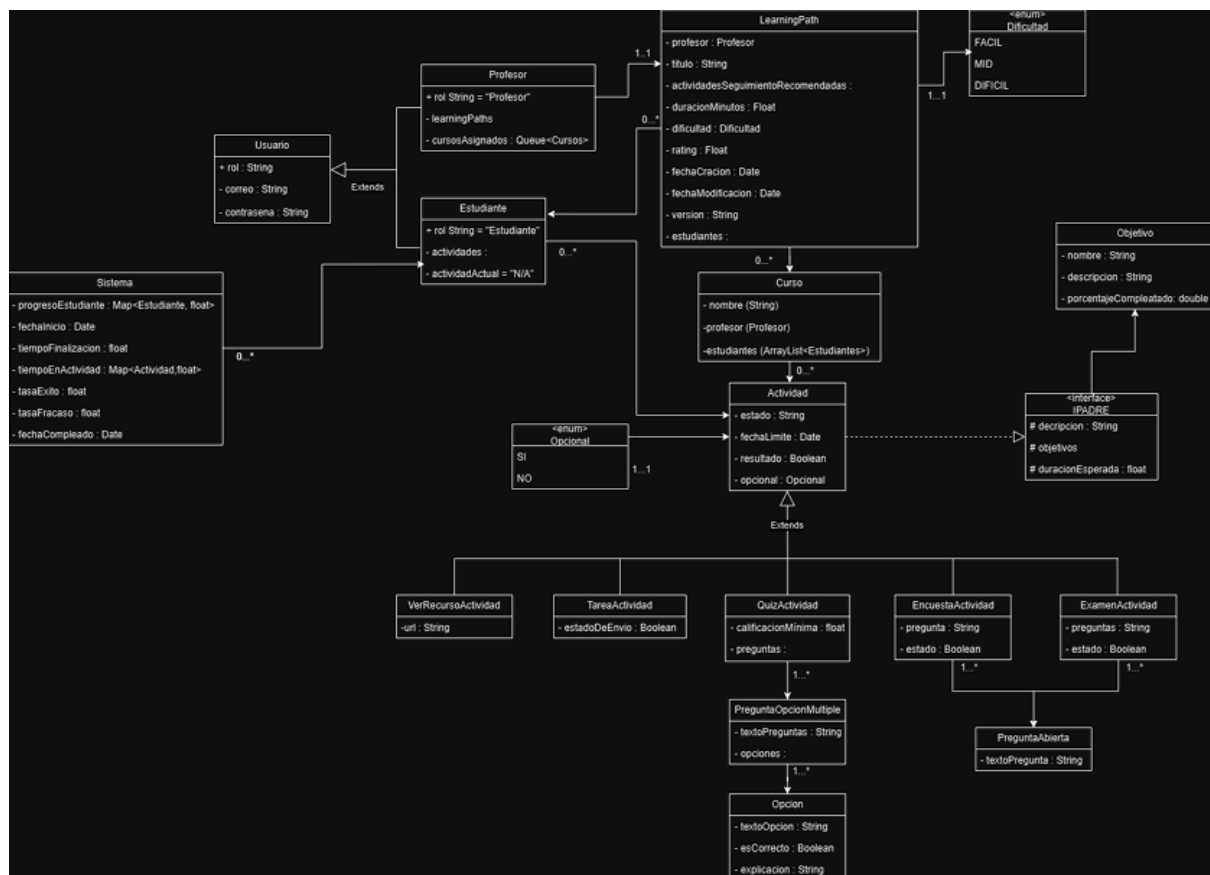 LearningPath
- profesor : Profesor
- titulo : String
- actividadesSeguimientoRecomendadas :
- duracionMinutos : Float
- dificultad : Dificultad
- rating : Float
- fechaCracion : Date
- fechaModificacion : Date
- version : String
- estudiantes :
<enum>
Dificultad
FACIL
MID
DIFICIL
1...1
1...1
0...*
Profesor
+ rol String = "Profesor"
- learningPaths
- cursosAsignados : Queue<Cursos>
Usuario
+ rol : String
- correo : String
- contrasena : String
Extends
Estudiante
+ rol String = "Estudiante"
- actividades :
- actividadActual = "N/A"
0...*
0...*
Objetivo
- nombre : String
- descripcion : String
- porcentajeCompleatado: double
Sistema
- progresoEstudiante : Map<Estudiante, float>
- fechaInicio : Date
- tiempoFinalizacion : float
- tiempoEnActividad : Map<Actividad,float>
- tasaExito : float
- tasaFracaso : float
- fechaCompleado : Date
0...*
Curso
- nombre (String)
-profesor (Profesor)
-estudiantes (ArrayList<Estudiantes>)
0...*
Actividad
- estado : String
- fechaLimite : Date
- resultado : Boolean
- opcional : Opcional
<interface>
IPADRE
# decripcion : String
# objetivos
# duracionEsperada : float
<enum>
Opcional
SI
NO
1...1
Extends
VerRecursoActividad
-url : String
TareaActividad
- estadoDeEnvio : Boolean
QuizActividad
- calificacionMínima : float
- preguntas :
EncuestaActividad
- pregunta : String
- estado : Boolean
ExamenActividad
- preguntas : String
- estado : Boolean
1...*
1...*
1...*
PreguntaOpcionMultiple
- textoPreguntas : String
- opciones :
PreguntaAbierta
- textoPregunta : String
1...*
Opcion
- textoOpcion : String
- esCorrecto : Boolean
- explicacion : String